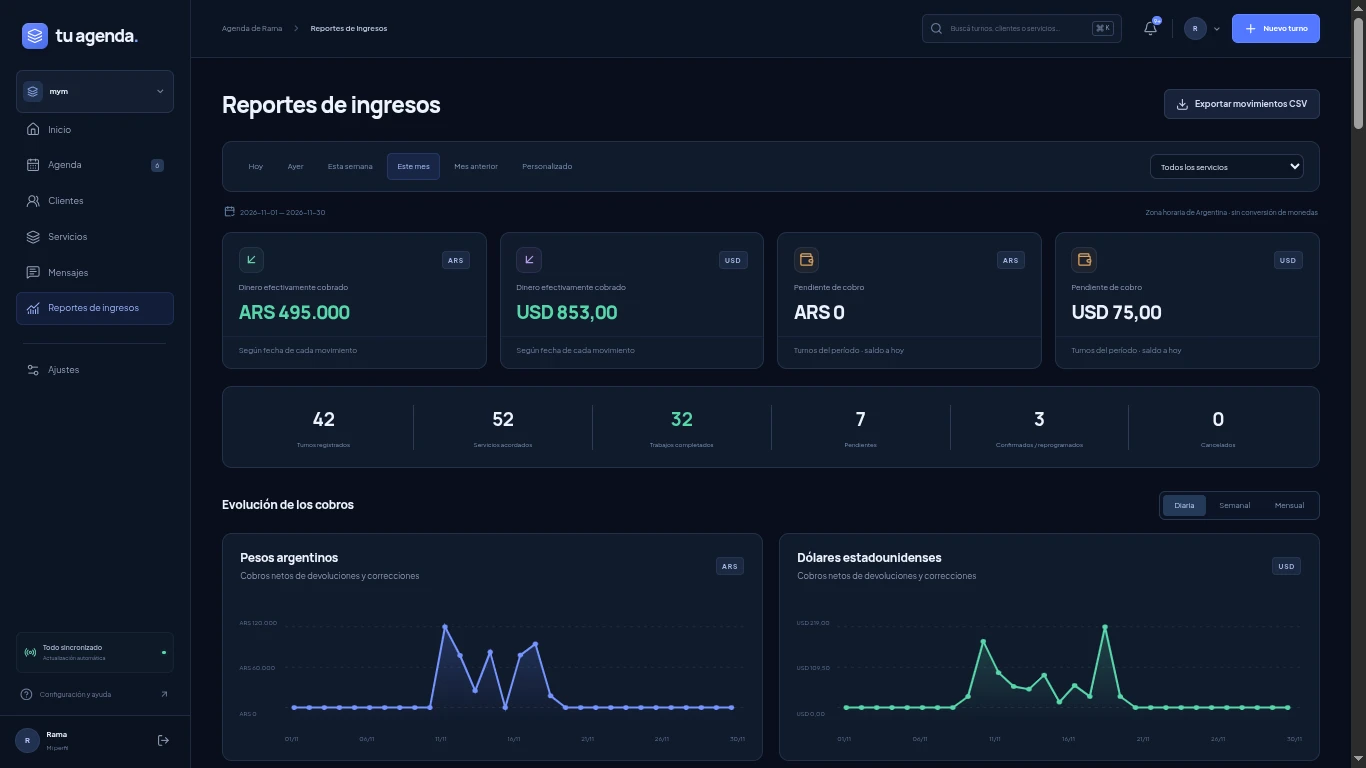 tu agenda.
Agenda de Rama > Reportes de ingresos
Buscá turnos, clientes o servicios...
⌘ K
9+
R
Nuevo turno
mym
Inicio
Agenda
6
Clientes
Servicios
Mensajes
Reportes de ingresos
Ajustes
Todo sincronizado
Actualización automática
Configuración y ayuda
R
Rama
Mi perfil
Reportes de ingresos
Exportar movimientos CSV
Hoy
Ayer
Esta semana
Este mes
Mes anterior
Personalizado
Todos los servicios
2026-11-01 — 2026-11-30
Zona horaria de Argentina · sin conversión de monedas
ARS
Dinero efectivamente cobrado
ARS 495.000
Según fecha de cada movimiento
USD
Dinero efectivamente cobrado
USD 853,00
Según fecha de cada movimiento
ARS
Pendiente de cobro
ARS 0
Turnos del período · saldo a hoy
USD
Pendiente de cobro
USD 75,00
Turnos del período · saldo a hoy
42
Turnos registrados
52
Servicios acordados
32
Trabajos completados
7
Pendientes
3
Confirmados / reprogramados
0
Cancelados
Evolución de los cobros
Diaria
Semanal
Mensual
Pesos argentinos
Cobros netos de devoluciones y correcciones
ARS
ARS 120.000
ARS 60.000
ARS 0
01/11
06/11
11/11
16/11
21/11
26/11
30/11
Dólares estadounidenses
Cobros netos de devoluciones y correcciones
USD
USD 219,00
USD 109,50
USD 0,00
01/11
06/11
11/11
16/11
21/11
26/11
30/11